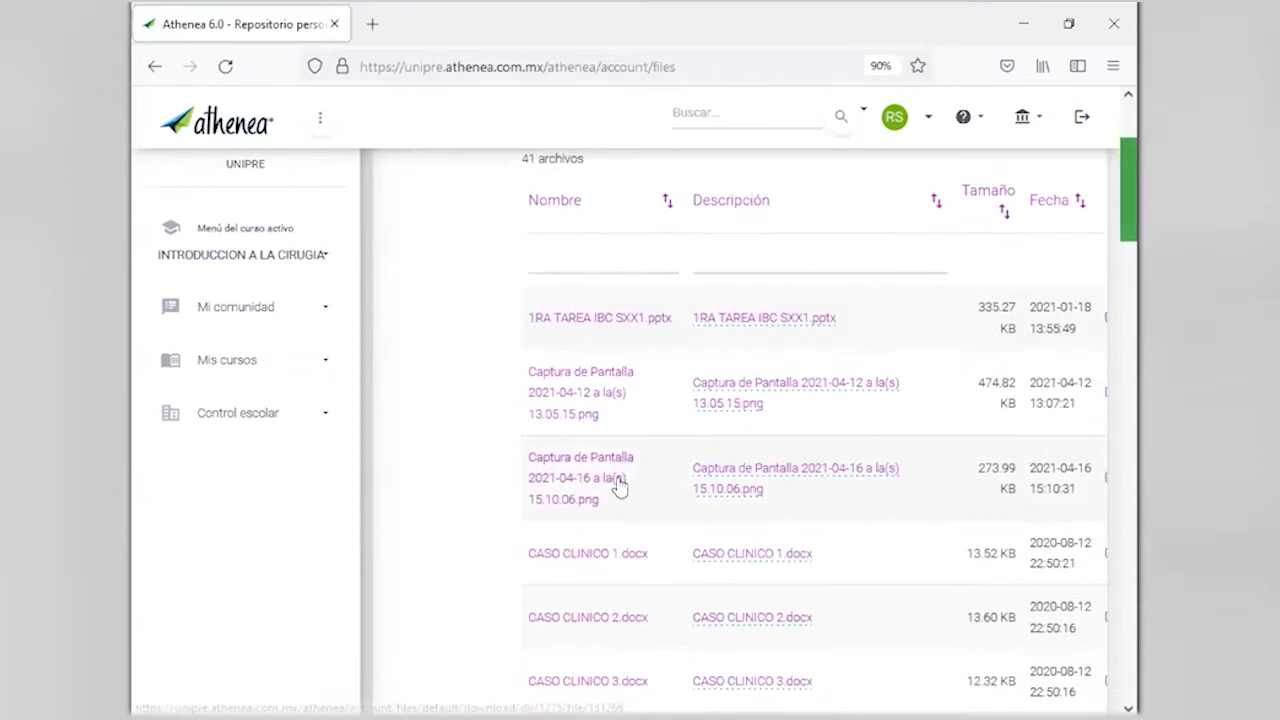 Athenea 6.0 - Repositorio perso
https://unipre.athenea.com.mx/athenea/account/files
90%
athenea
Buscar...
RS
UNIPRE
Menú del curso activo
INTRODUCCION A LA CIRUGIA
Mi comunidad
Mis cursos
Control escolar
41 archivos
Nombre Descripción Tamaño Fecha
1RA TAREA IBC SXX1.pptx 1RA TAREA IBC SXX1.pptx 335.27 KB 2021-01-18 13:55:49
Captura de Pantalla 2021-04-12 a la(s) 13.05.15.png Captura de Pantalla 2021-04-12 a la(s) 13.05.15.png 474.82 KB 2021-04-12 13:07:21
Captura de Pantalla 2021-04-16 a la(s) 15.10.06.png Captura de Pantalla 2021-04-16 a la(s) 15.10.06.png 273.99 KB 2021-04-16 15:10:31
CASO CLINICO 1.docx CASO CLINICO 1.docx 13.52 KB 2020-08-12 22:50:21
CASO CLINICO 2.docx CASO CLINICO 2.docx 13.60 KB 2020-08-12 22:50:16
CASO CLINICO 3.docx CASO CLINICO 3.docx 12.32 KB 2020-08-12 22:50:16